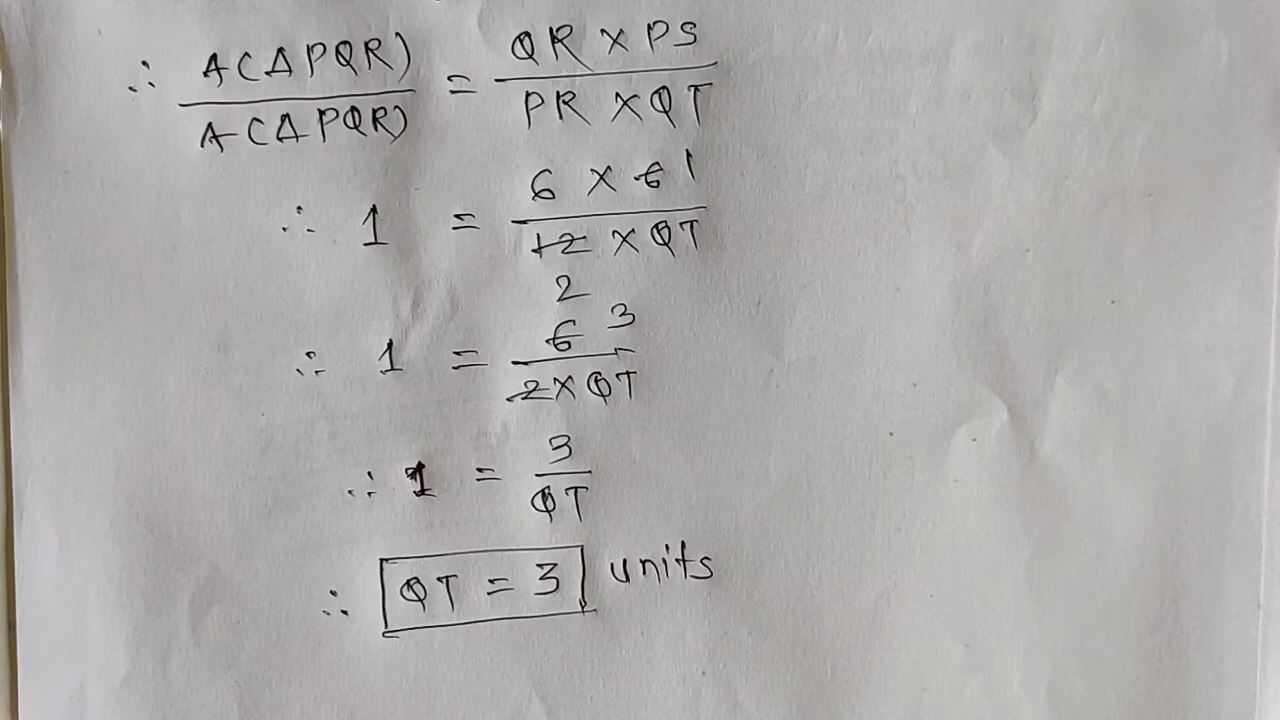 ∴ A(ΔPQR) / A(ΔPQR) = QR × PS / PR × QT
∴ 1 = 6 × 6 1 / 12 × QT
2
∴ 1 = 6 3 / 2 × QT
∴ 1 = 3 / QT
∴ QT = 3 units